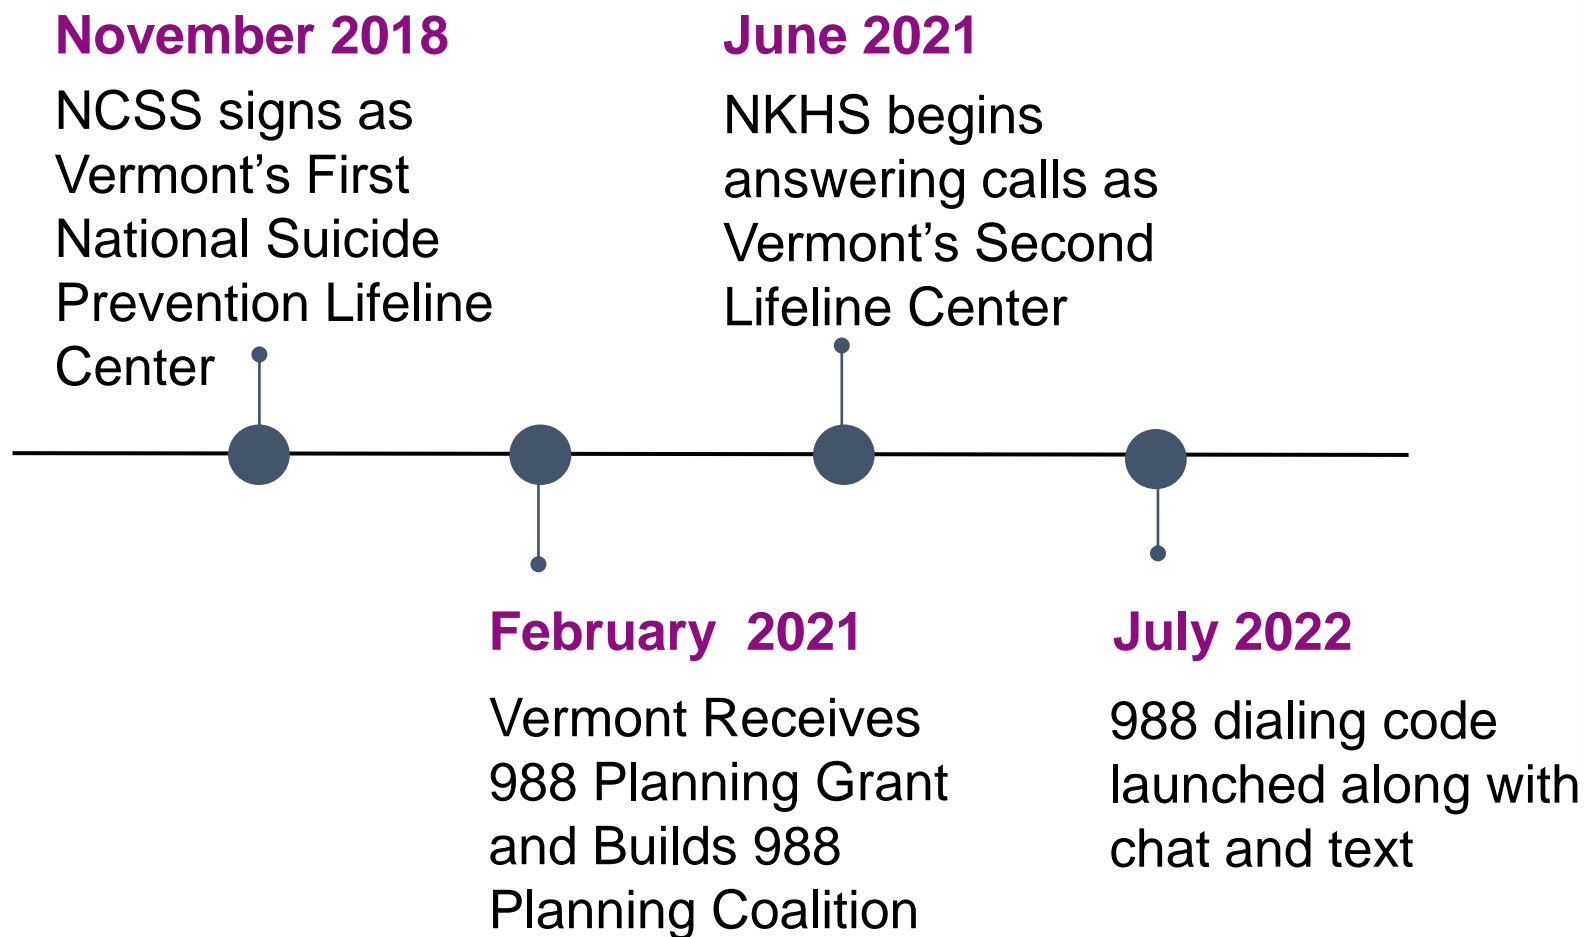 November 2018
NCSS signs as
Vermont’s First
National Suicide
Prevention Lifeline
Center
June 2021
NKHS begins
answering calls as
Vermont’s Second
Lifeline Center
February  2021
Vermont Receives
988 Planning Grant
and Builds 988
Planning Coalition
July 2022
988 dialing code
launched along with
chat and text